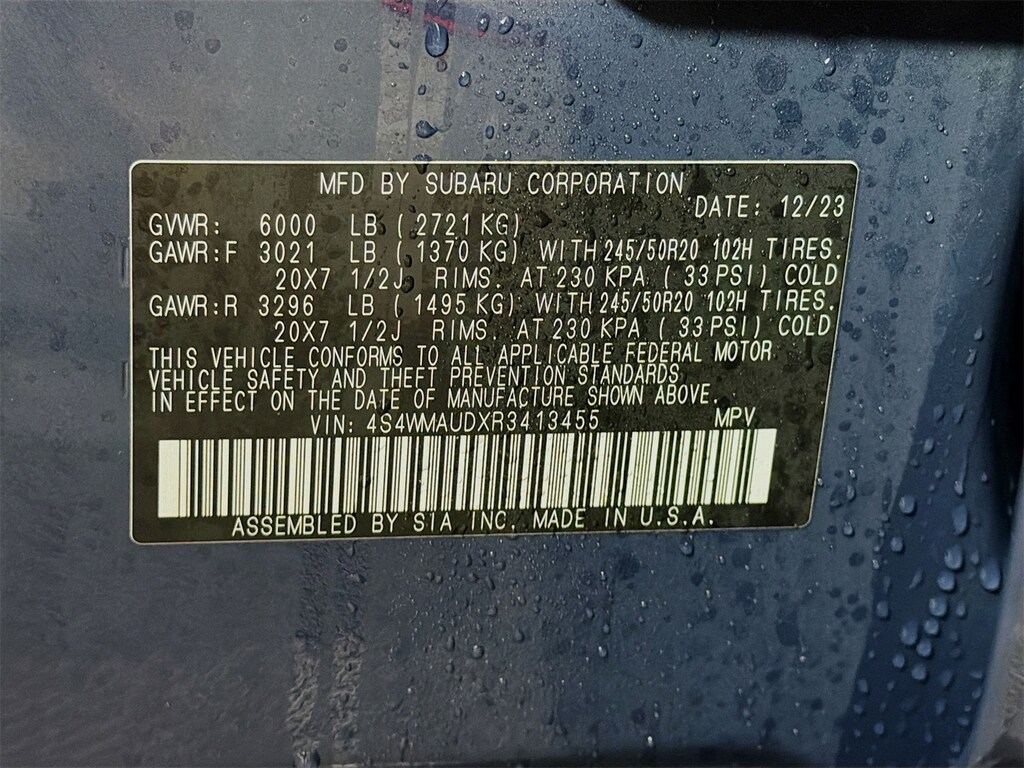 MFD BY SUBARU CORPORATION
DATE: 12/23
GVWR: 6000 LB ( 2721 KG)
GAWR:F 3021 LB ( 1370 KG) WITH 245/50R20 102H TIRES.
20X7 1/2J RIMS. AT 230 KPA ( 33 PSI) COLD
GAWR:R 3296 LB ( 1495 KG) WITH 245/50R20 102H TIRES.
20X7 1/2J RIMS. AT 230 KPA ( 33 PSI) COLD
THIS VEHICLE CONFORMS TO ALL APPLICABLE FEDERAL MOTOR
VEHICLE SAFETY AND THEFT PREVENTION STANDARDS
IN EFFECT ON THE DATE OF MANUFACTURE SHOWN ABOVE.
VIN: 4S4WMAUDXR3413455 MPV
ASSEMBLED BY SIA INC. MADE IN U.S.A.